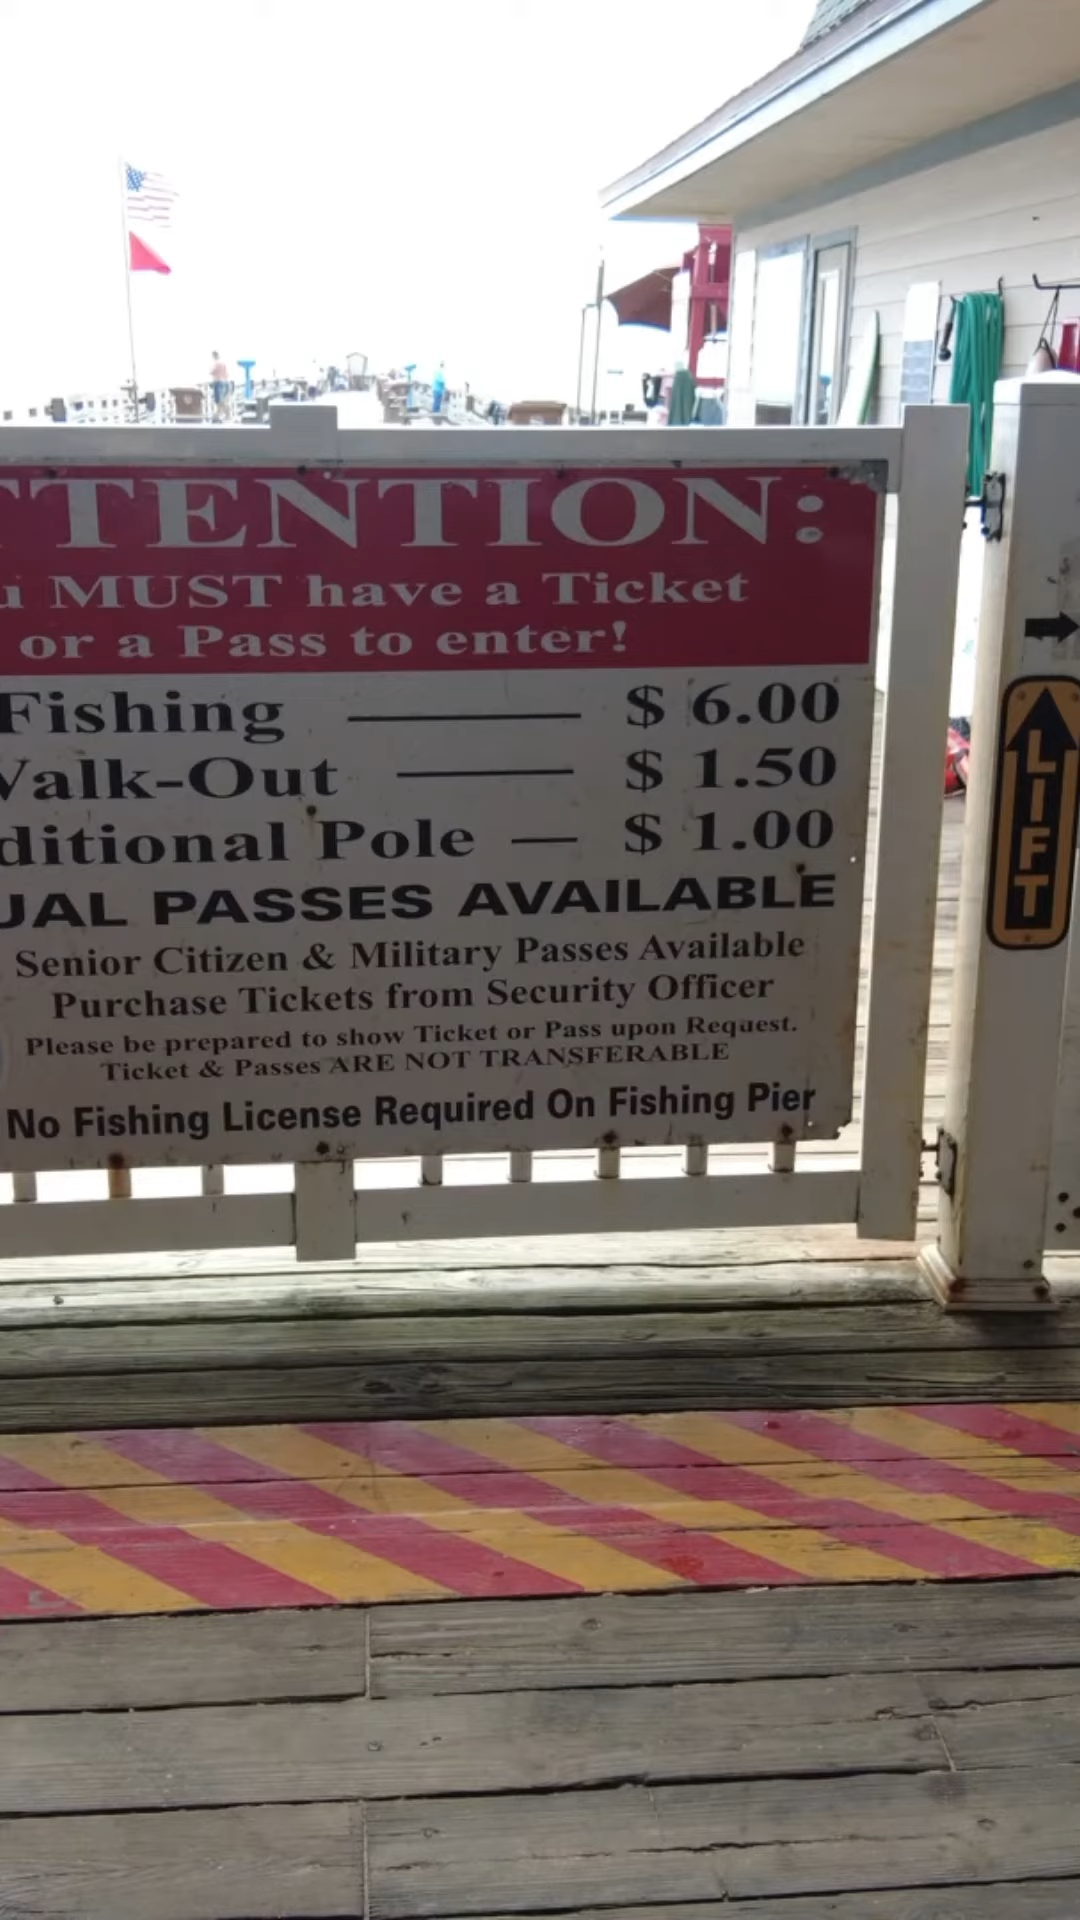 TTENTION:
u MUST have a Ticket
or a Pass to enter!
Fishing $ 6.00
Walk-Out $ 1.50
ditional Pole $ 1.00
UAL PASSES AVAILABLE
Senior Citizen & Military Passes Available
Purchase Tickets from Security Officer
Please be prepared to show Ticket or Pass upon Request.
Ticket & Passes ARE NOT TRANSFERABLE
No Fishing License Required On Fishing Pier
LIFT